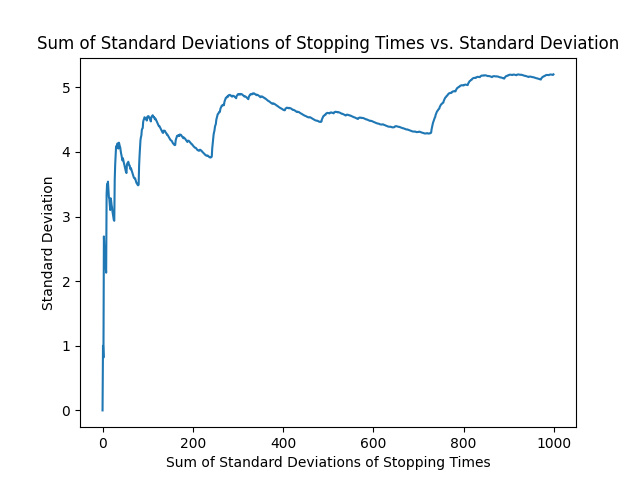 Sum of Standard Deviations of Stopping Times vs. Standard Deviation
5
4
3
2
1
0
Standard Deviation
0 200 400 600 800 1000
Sum of Standard Deviations of Stopping Times